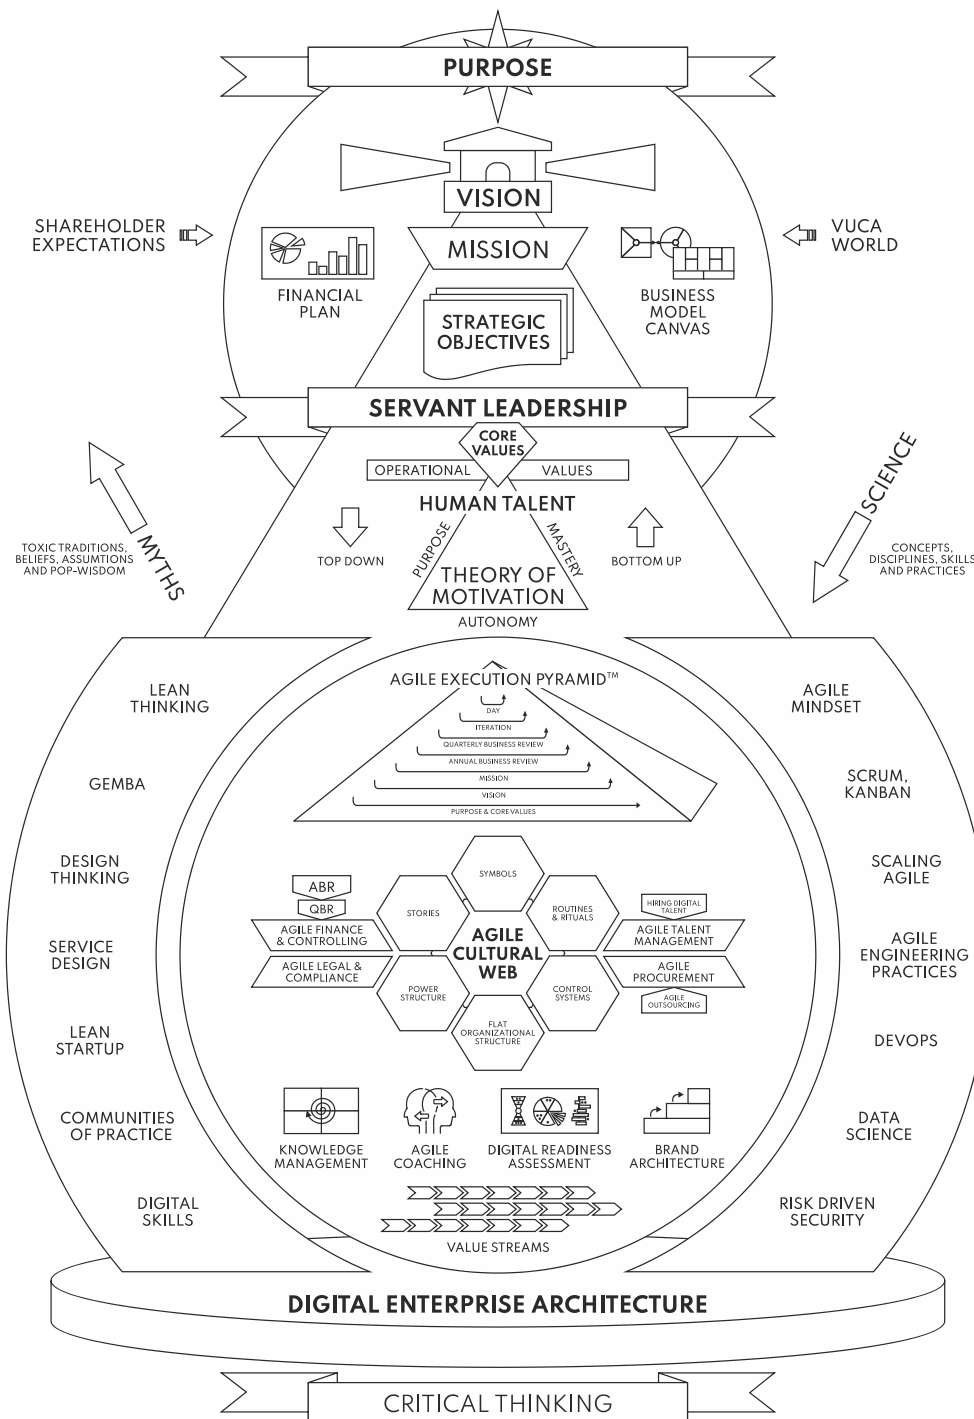 PURPOSE
VISION
MISSION
SHAREHOLDER
EXPECTATIONS
VUCA
WORLD
FINANCIAL
PLAN
BUSINESS
MODEL
CANVAS
STRATEGIC
OBJECTIVES
SERVANT LEADERSHIP
CORE
VALUES
OPERATIONAL
VALUES
HUMAN TALENT
TOP DOWN
PURPOSE
MASTERY
BOTTOM UP
THEORY OF
MOTIVATION
AUTONOMY
MYTHS
TOXIC TRADITIONS,
BELIEFS, ASSUMPTIONS
AND POP-WISDOM
SCIENCE
CONCEPTS,
DISCIPLINES, SKILLS
AND PRACTICES
LEAN
THINKING
GEMBA
DESIGN
THINKING
SERVICE
DESIGN
LEAN
STARTUP
COMMUNITIES
OF PRACTICE
DIGITAL
SKILLS
AGILE EXECUTION PYRAMID™
DAY
ITERATION
QUARTERLY BUSINESS REVIEW
ANNUAL BUSINESS REVIEW
MISSION
VISION
PURPOSE & CORE VALUES
SYMBOLS
STORIES
ROUTINES
& RITUALS
AGILE
CULTURAL
WEB
POWER
STRUCTURE
CONTROL
SYSTEMS
FLAT
ORGANIZATIONAL
STRUCTURE
ABR
QBR
AGILE FINANCE
& CONTROLLING
AGILE LEGAL &
COMPLIANCE
HIRING DIGITAL
TALENT
AGILE TALENT
MANAGEMENT
AGILE
PROCUREMENT
AGILE
OUTSOURCING
KNOWLEDGE
MANAGEMENT
AGILE
COACHING
DIGITAL READINESS
ASSESSMENT
BRAND
ARCHITECTURE
VALUE STREAMS
AGILE
MINDSET
SCRUM,
KANBAN
SCALING
AGILE
AGILE
ENGINEERING
PRACTICES
DEVOPS
DATA
SCIENCE
RISK DRIVEN
SECURITY
DIGITAL ENTERPRISE ARCHITECTURE
CRITICAL THINKING